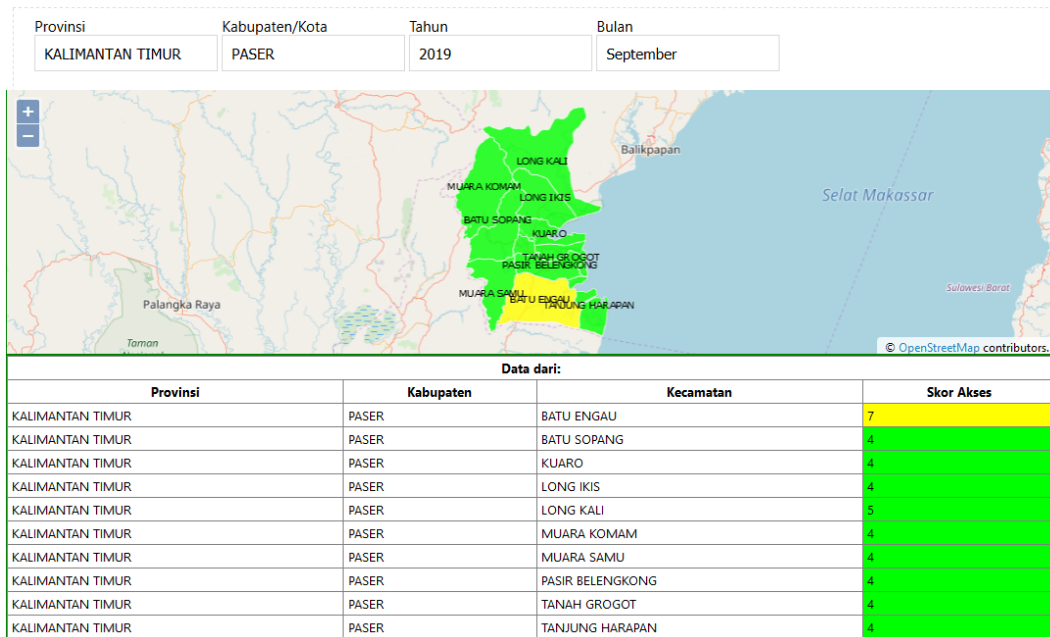 Provinsi Kabupaten/Kota Tahun Bulan
KALIMANTAN TIMUR PASER 2019 September
+
−
LONG KALI
Balikpapan
MUARA KOMAM
LONG IKIS
Selat Makassar
BATU SOPANG
KUARO
TANAH GROGOT
PASIR BELENGKONG
MUARA SAMU
BATU ENGAU
TANJUNG HARAPAN
Sulawesi Barat
Palangka Raya
Taman
Nasional
© OpenStreetMap contributors.
Data dari:
Provinsi Kabupaten Kecamatan Skor Akses
KALIMANTAN TIMUR PASER BATU ENGAU 7
KALIMANTAN TIMUR PASER BATU SOPANG 4
KALIMANTAN TIMUR PASER KUARO 4
KALIMANTAN TIMUR PASER LONG IKIS 4
KALIMANTAN TIMUR PASER LONG KALI 5
KALIMANTAN TIMUR PASER MUARA KOMAM 4
KALIMANTAN TIMUR PASER MUARA SAMU 4
KALIMANTAN TIMUR PASER PASIR BELENGKONG 4
KALIMANTAN TIMUR PASER TANAH GROGOT 4
KALIMANTAN TIMUR PASER TANJUNG HARAPAN 4